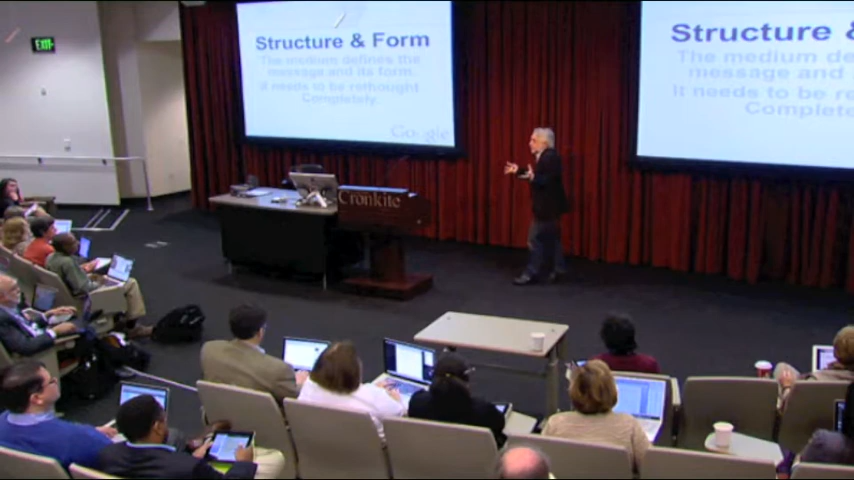 EXIT
Structure & Form
The medium defines the
message and its form.
It needs to be rethought
Completely.
Google
Structure &
The medium de
message and i
It needs to be r
Complete
Cronkite